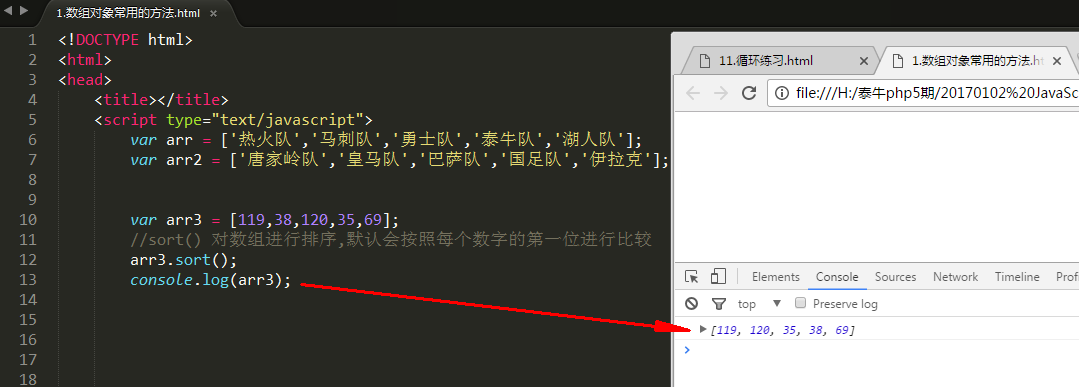 1.数组对象常用的方法.html ×
1 <!DOCTYPE html>
2 <html>
3 <head>
4 <title></title>
5 <script type="text/javascript">
6 var arr = ['热火队','马刺队','勇士队','泰牛队','湖人队'];
7 var arr2 = ['唐家岭队','皇马队','巴萨队','国足队','伊拉克'];
8
9
10 var arr3 = [119,38,120,35,69];
11 //sort() 对数组进行排序,默认会按照每个数字的第一位进行比较
12 arr3.sort();
13 console.log(arr3);
14
15
16
17
18
11.循环练习.html ×
1.数组对象常用的方法.ht ×
file:///H:/泰牛php5期/20170102%20JavaSc
Elements Console Sources Network Timeline Profi
top ▼ Preserve log
[119, 120, 35, 38, 69]
>